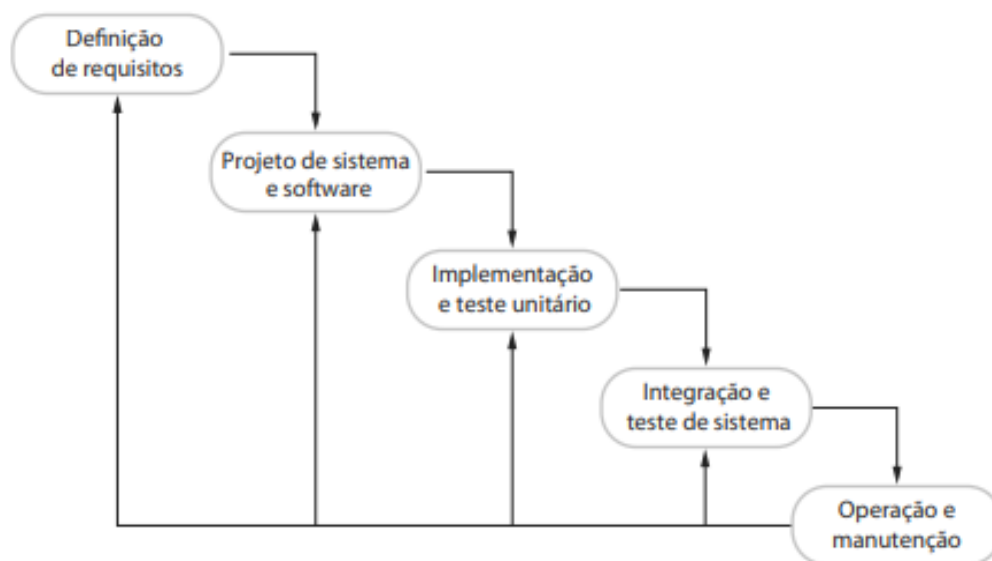 Definição
de requisitos
Projeto de sistema
e software
Implementação
e teste unitário
Integração e
teste de sistema
Operação e
manutenção